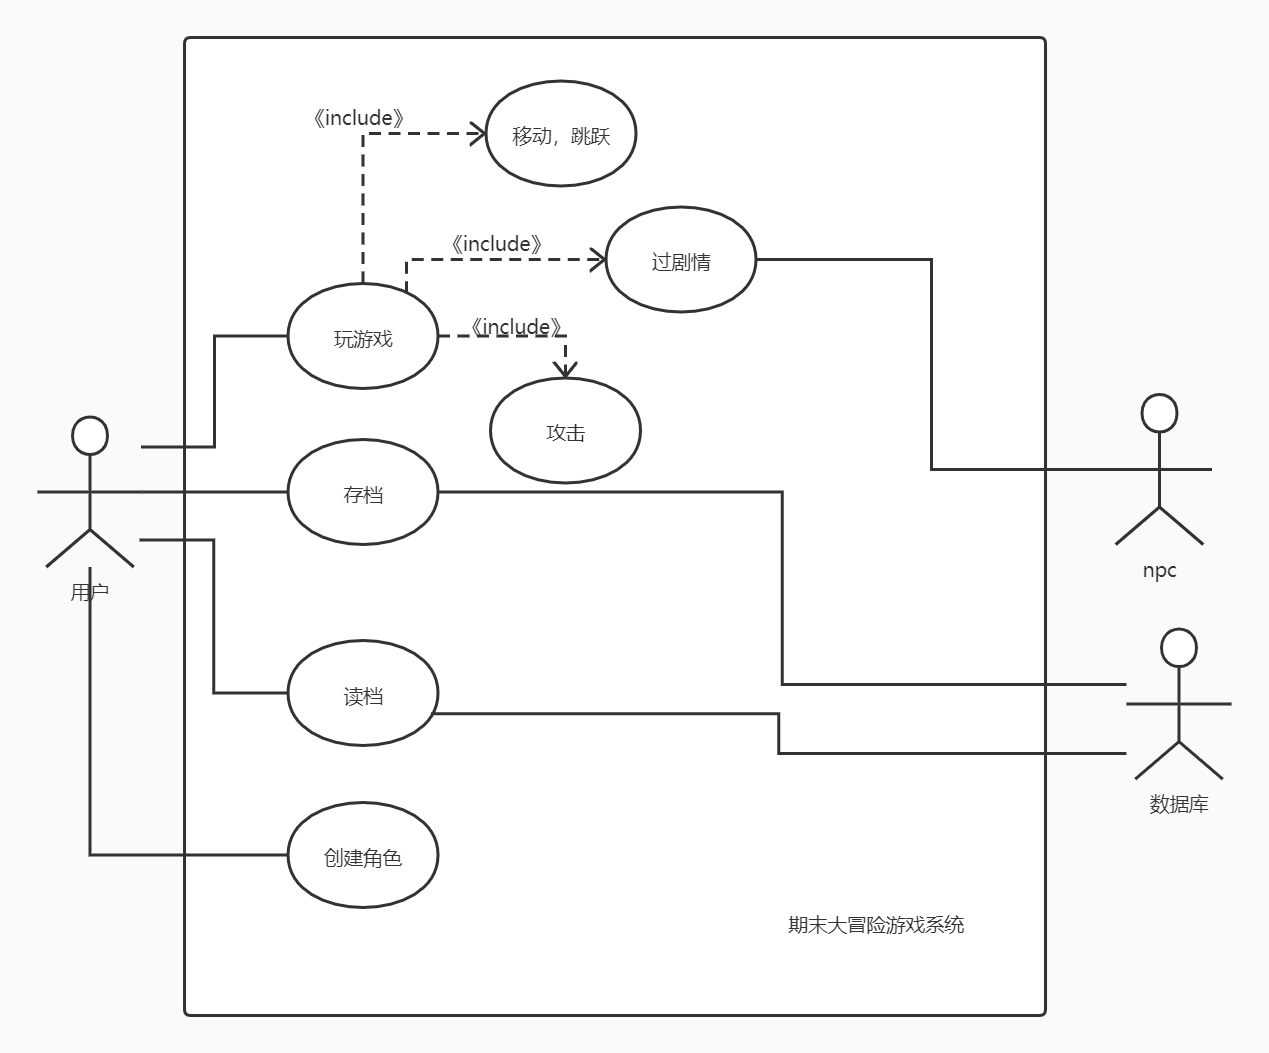 《include》
移动，跳跃
《include》
过剧情
《include》
玩游戏
攻击
存档
用户
npc
读档
数据库
创建角色
期末大冒险游戏系统